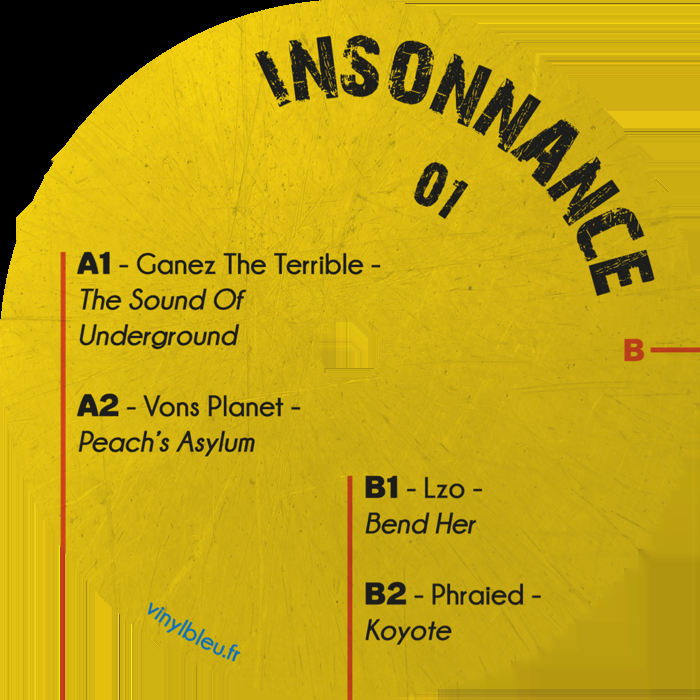 INSONNANCE
01
A1 - Ganez The Terrible -
The Sound Of
Underground
B
A2 - Vons Planet -
Peach's Asylum
B1 - Lzo -
Bend Her
B2 - Phraied -
Koyote
vinylbleu.fr